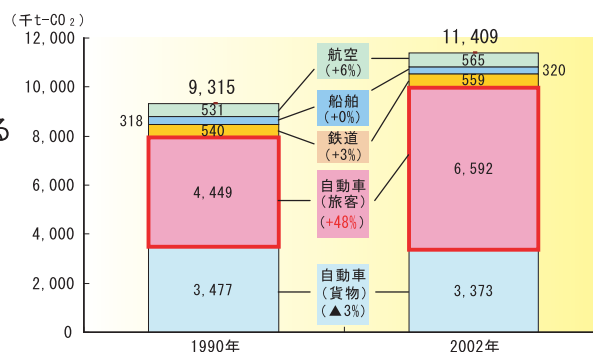 (千t-CO₂)
12,000
10,000
8,000
6,000
4,000
2,000
0
る
9,315
531
318
540
4,449
3,477
1990年
航空
(+6%)
船舶
(+0%)
鉄道
(+3%)
自動車
(旅客)
(+48%)
自動車
(貨物)
(▲3%)
11,409
565
320
559
6,592
3,373
2002年